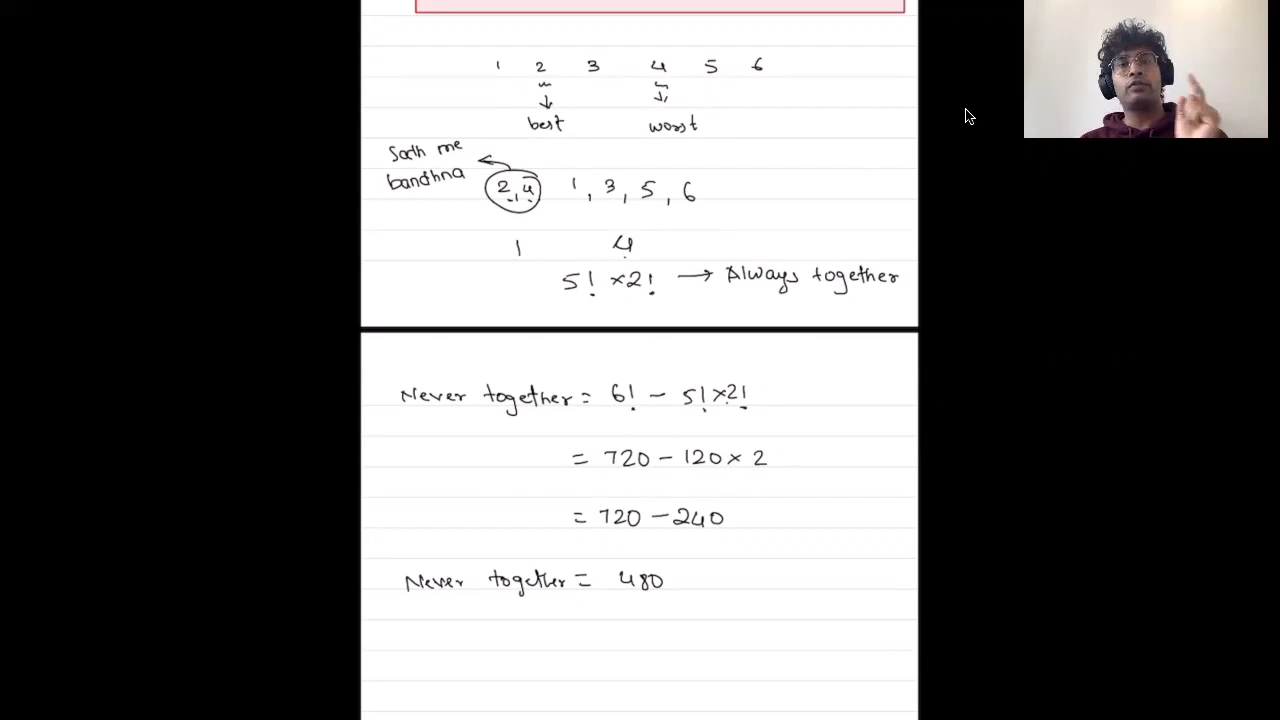 1 2 3 4 5 6
best worst
Sath me
bandhna
2, 4 1, 3, 5, 6
1 4
5! ×2! → Always together
Never together = 6! - 5!×2!
= 720 - 120 × 2
= 720 - 240
Never together = 480